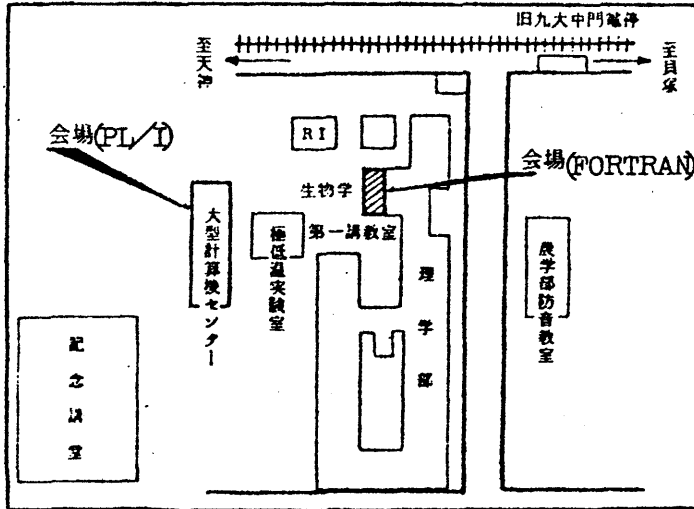 旧九大中門電停
至天神
至貝塚
会場(PL/I)
RI
会場(FORTRAN)
生物学
第一講教室
大型計算機センター
極低温実験室
理学部
農学部防音教室
記念講堂